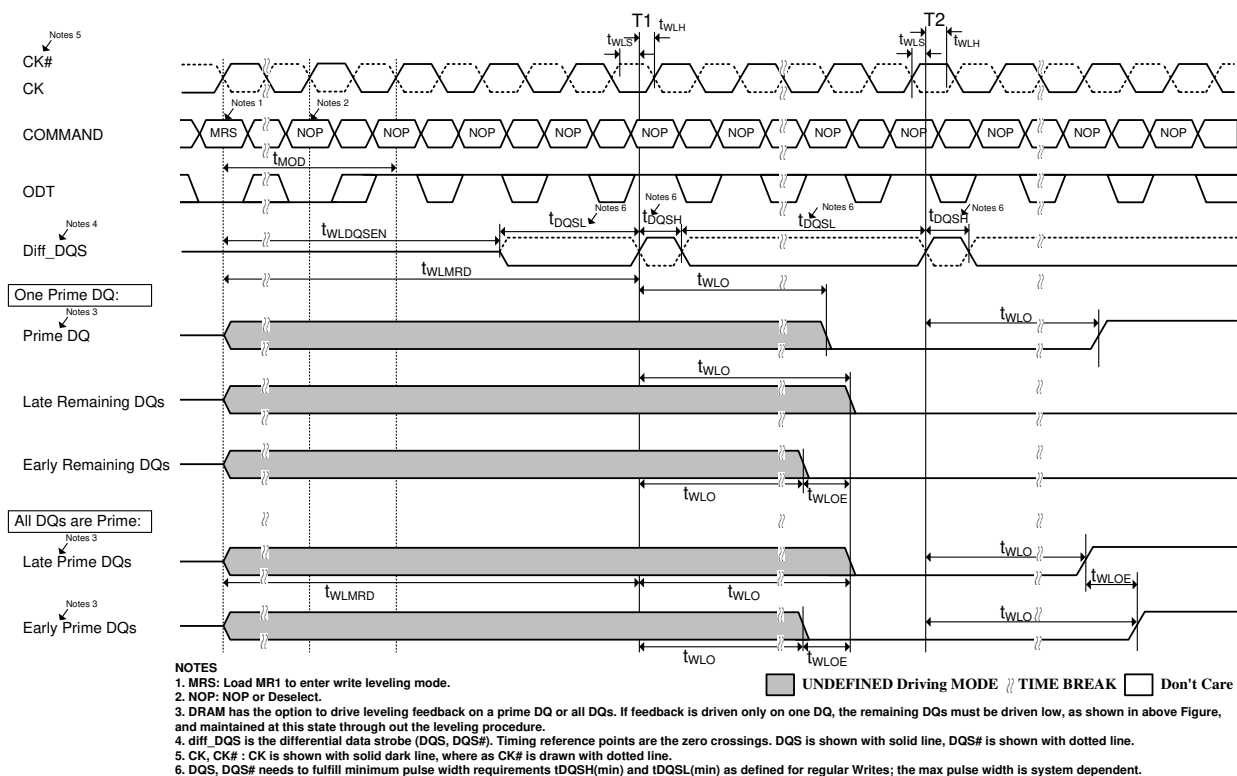 T1 T2
Notes 5
tWLS tWLH tWLS tWLH
CK#
CK
Notes 1 Notes 2
COMMAND MRS NOP NOP NOP NOP NOP NOP NOP NOP NOP NOP NOP
tMOD
ODT
Notes 4 Notes 6 Notes 6 Notes 6 Notes 6
tDQSL tDQSH tDQSL tDQSH
tWLDQSEN
Diff_DQS
tWLMRD
tWLO
One Prime DQ:
Notes 3
tWLO
Prime DQ
tWLO
Late Remaining DQs
Early Remaining DQs
tWLO tWLOE
All DQs are Prime:
Notes 3
tWLO
Late Prime DQs
tWLOE
tWLMRD tWLO
Notes 3
tWLO
Early Prime DQs
tWLO tWLOE
NOTES
1. MRS: Load MR1 to enter write leveling mode.
2. NOP: NOP or Deselect.
UNDEFINED Driving MODE TIME BREAK Don't Care
3. DRAM has the option to drive leveling feedback on a prime DQ or all DQs. If feedback is driven only on one DQ, the remaining DQs must be driven low, as shown in above Figure,
and maintained at this state through out the leveling procedure.
4. diff_DQS is the differential data strobe (DQS, DQS#). Timing reference points are the zero crossings. DQS is shown with solid line, DQS# is shown with dotted line.
5. CK, CK# : CK is shown with solid dark line, where as CK# is drawn with dotted line.
6. DQS, DQS# needs to fulfill minimum pulse width requirements tDQSH(min) and tDQSL(min) as defined for regular Writes; the max pulse width is system dependent.